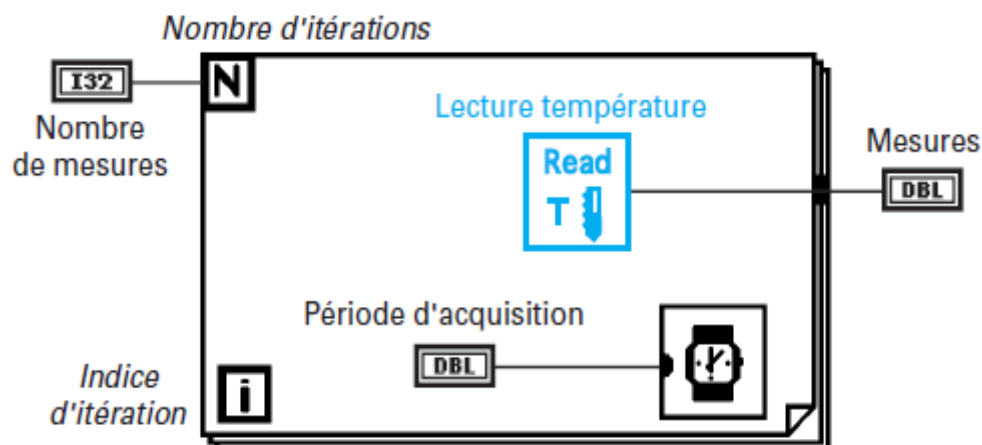 Nombre d'itérations
I32
N
Nombre
de mesures
Lecture température
Read
T
Mesures
DBL
Période d'acquisition
DBL
Indice
d'itération
i